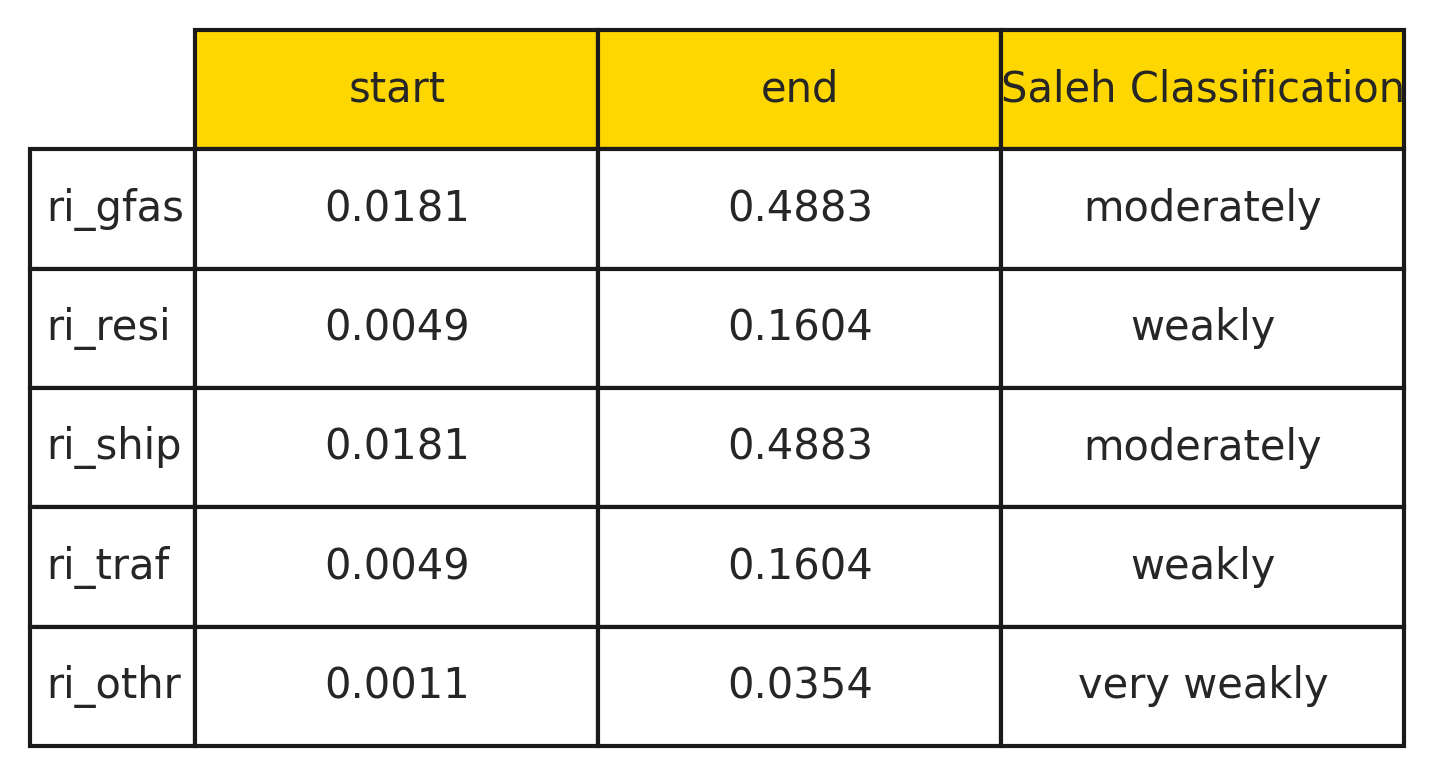 start end Saleh Classification
ri_gfas 0.0181 0.4883 moderately
ri_resi 0.0049 0.1604 weakly
ri_ship 0.0181 0.4883 moderately
ri_traf 0.0049 0.1604 weakly
ri_othr 0.0011 0.0354 very weakly